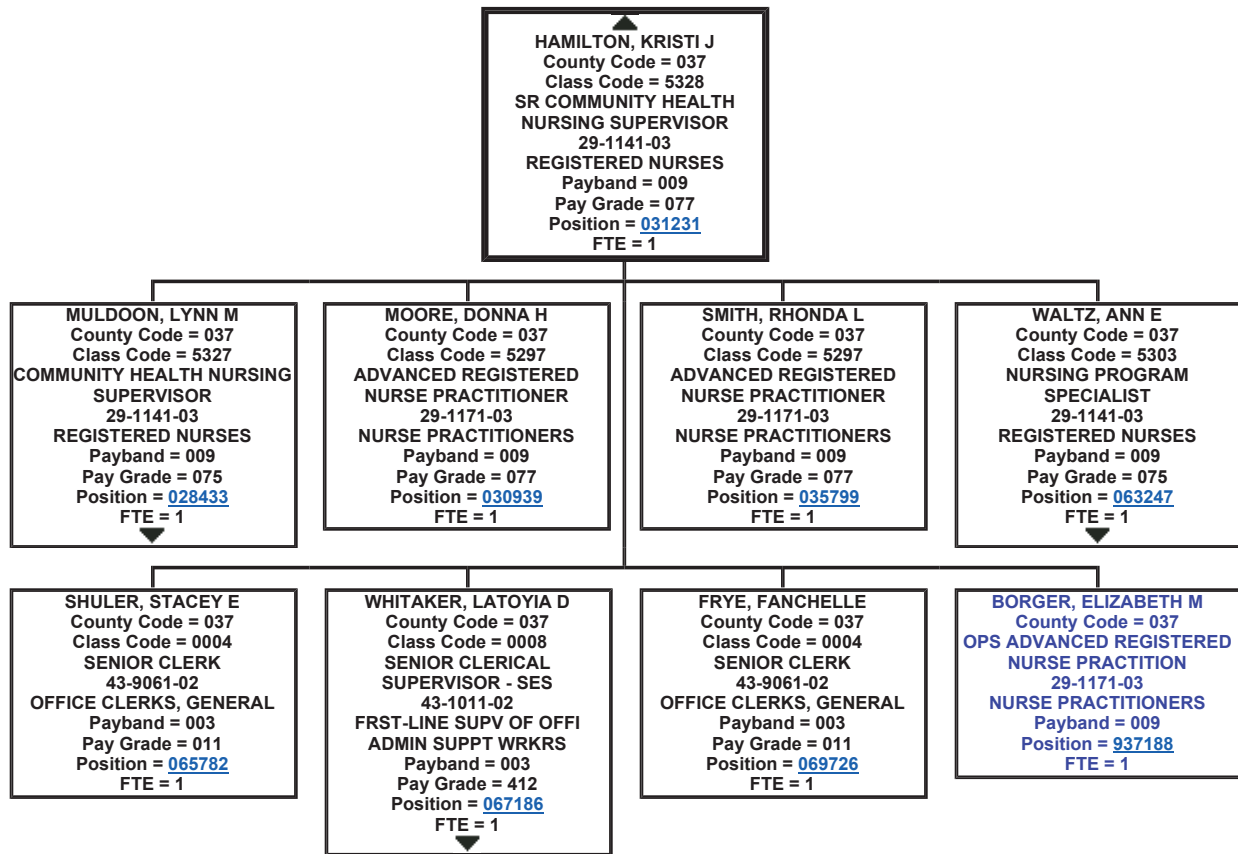 HAMILTON, KRISTI J
County Code = 037
Class Code = 5328
SR COMMUNITY HEALTH
NURSING SUPERVISOR
29-1141-03
REGISTERED NURSES
Payband = 009
Pay Grade = 077
Position = 031231
FTE = 1
MULDOON, LYNN M
County Code = 037
Class Code = 5327
COMMUNITY HEALTH NURSING
SUPERVISOR
29-1141-03
REGISTERED NURSES
Payband = 009
Pay Grade = 075
Position = 028433
FTE = 1
MOORE, DONNA H
County Code = 037
Class Code = 5297
ADVANCED REGISTERED
NURSE PRACTITIONER
29-1171-03
NURSE PRACTITIONERS
Payband = 009
Pay Grade = 077
Position = 030939
FTE = 1
SMITH, RHONDA L
County Code = 037
Class Code = 5297
ADVANCED REGISTERED
NURSE PRACTITIONER
29-1171-03
NURSE PRACTITIONERS
Payband = 009
Pay Grade = 077
Position = 035799
FTE = 1
WALTZ, ANN E
County Code = 037
Class Code = 5303
NURSING PROGRAM
SPECIALIST
29-1141-03
REGISTERED NURSES
Payband = 009
Pay Grade = 075
Position = 063247
FTE = 1
SHULER, STACEY E
County Code = 037
Class Code = 0004
SENIOR CLERK
43-9061-02
OFFICE CLERKS, GENERAL
Payband = 003
Pay Grade = 011
Position = 065782
FTE = 1
WHITAKER, LATOYIA D
County Code = 037
Class Code = 0008
SENIOR CLERICAL
SUPERVISOR - SES
43-1011-02
FRST-LINE SUPV OF OFFI
ADMIN SUPPT WRKRS
Payband = 003
Pay Grade = 412
Position = 067186
FTE = 1
FRYE, FANCHELLE
County Code = 037
Class Code = 0004
SENIOR CLERK
43-9061-02
OFFICE CLERKS, GENERAL
Payband = 003
Pay Grade = 011
Position = 069726
FTE = 1
BORGER, ELIZABETH M
County Code = 037
OPS ADVANCED REGISTERED
NURSE PRACTITION
29-1171-03
NURSE PRACTITIONERS
Payband = 009
Position = 937188
FTE = 1